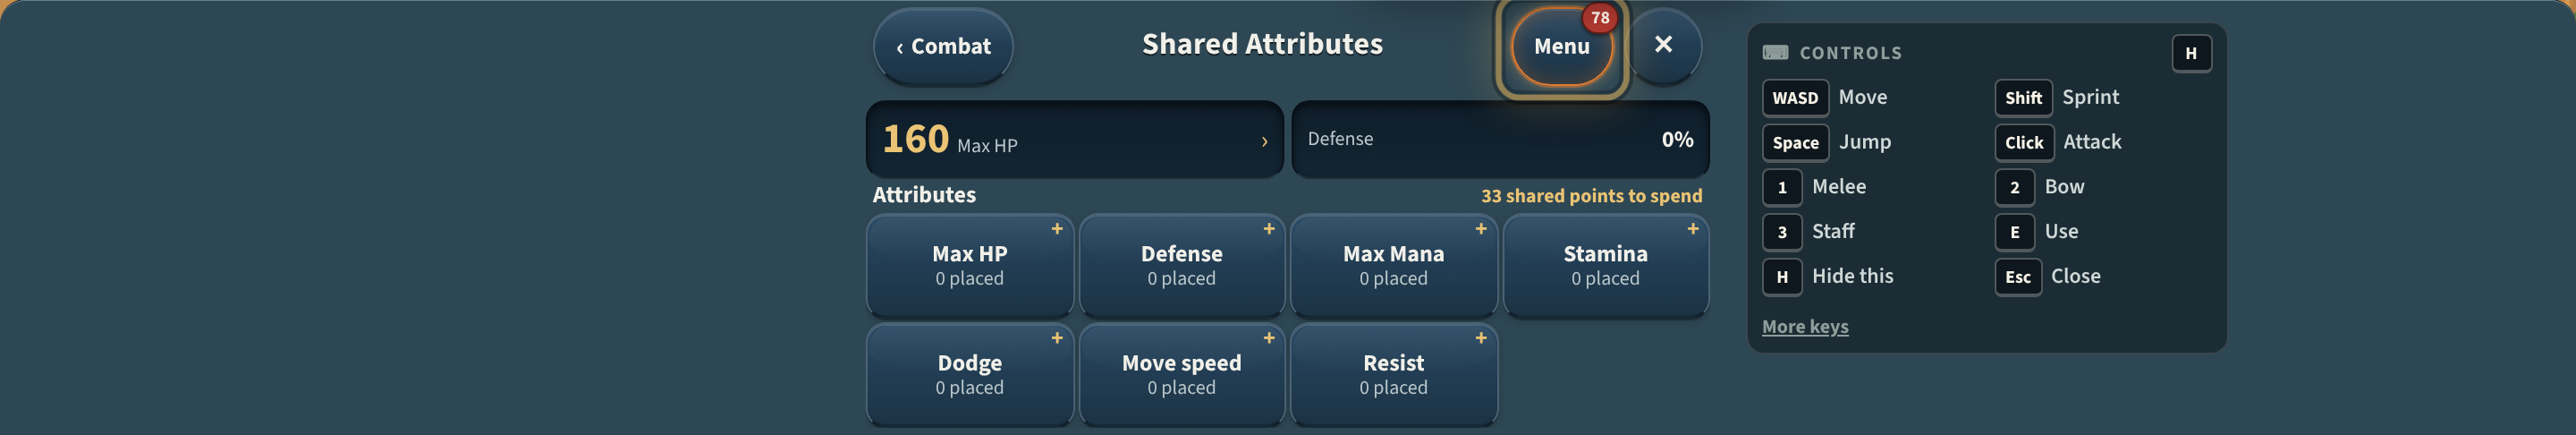 ‹ Combat
Shared Attributes
Menu
78
✕
160 Max HP ›
Defense 0%
Attributes
33 shared points to spend
+
Max HP
0 placed
+
Defense
0 placed
+
Max Mana
0 placed
+
Stamina
0 placed
+
Dodge
0 placed
+
Move speed
0 placed
+
Resist
0 placed
CONTROLS H
WASD Move Shift Sprint
Space Jump Click Attack
1 Melee 2 Bow
3 Staff E Use
H Hide this Esc Close
More keys